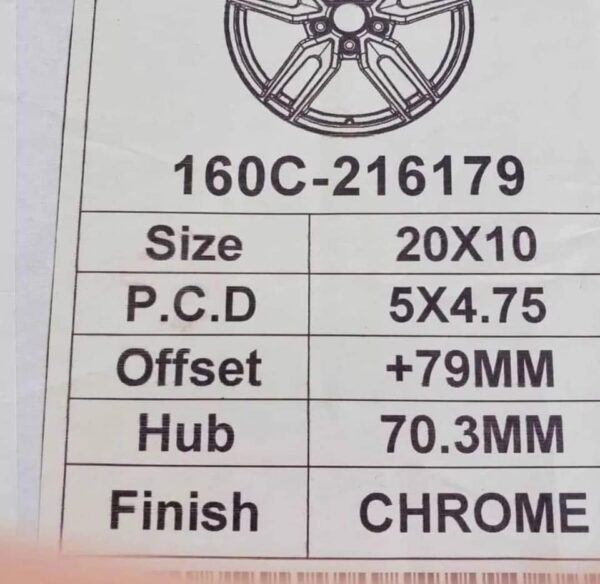 160C-216179
Size 20X10
P.C.D 5X4.75
Offset +79MM
Hub 70.3MM
Finish CHROME